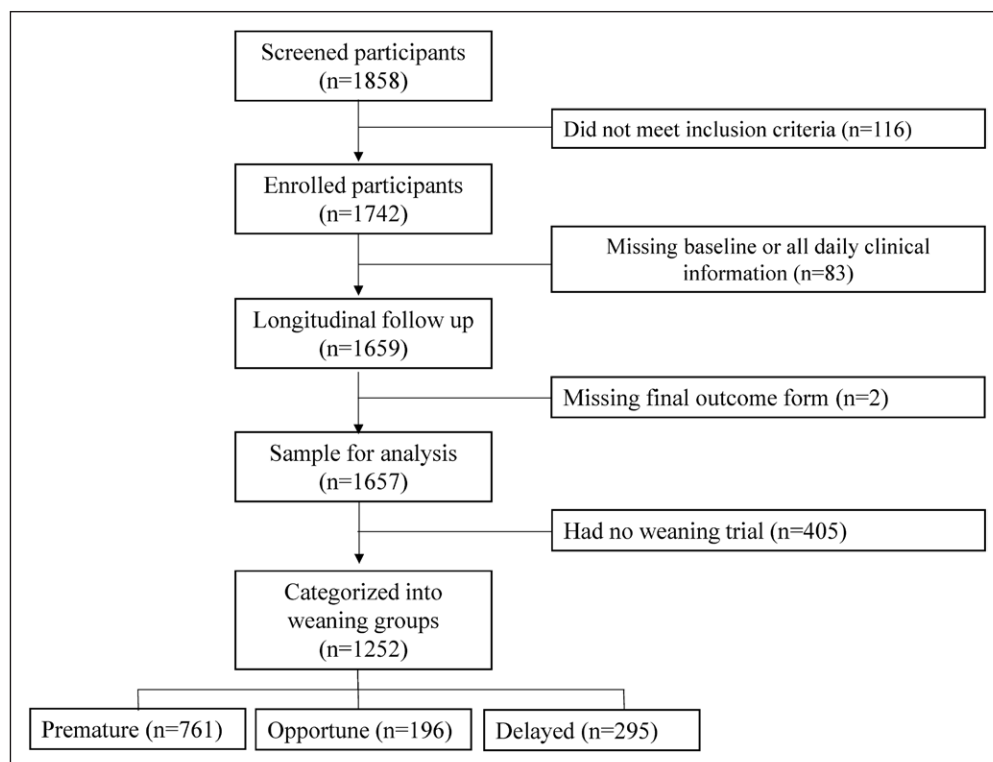 Screened participants
(n=1858)
Did not meet inclusion criteria (n=116)
Enrolled participants
(n=1742)
Missing baseline or all daily clinical
information (n=83)
Longitudinal follow up
(n=1659)
Missing final outcome form (n=2)
Sample for analysis
(n=1657)
Had no weaning trial (n=405)
Categorized into
weaning groups
(n=1252)
Premature (n=761)
Opportune (n=196)
Delayed (n=295)